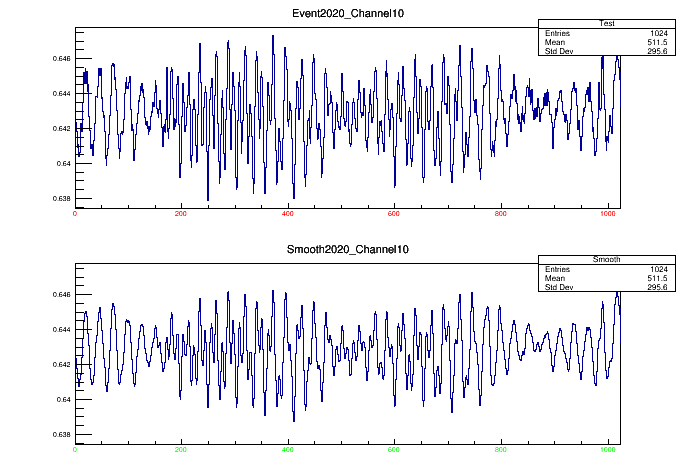 Event2020_Channel10
Test
Entries 1024
Mean 511.5
Std Dev 295.6
0.646
0.644
0.642
0.64
0.638
0 200 400 600 800 1000
Smooth2020_Channel10
Smooth
Entries 1024
Mean 511.5
Std Dev 295.6
0.646
0.644
0.642
0.64
0.638
0 200 400 600 800 1000